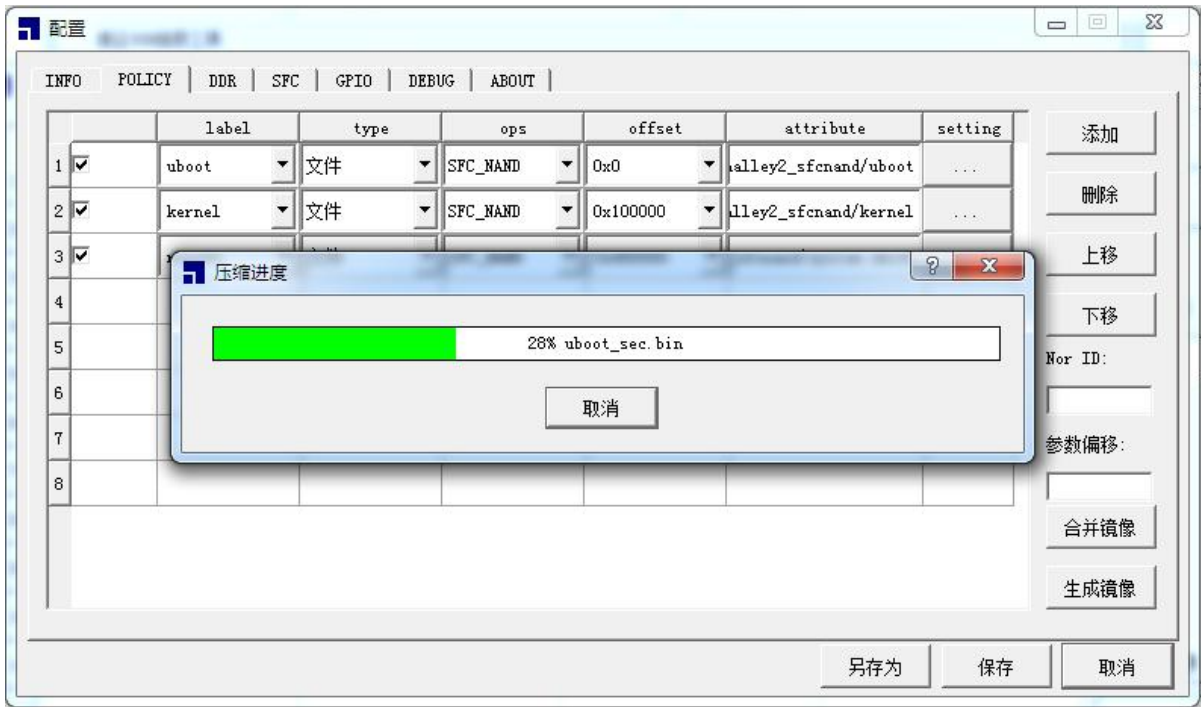 配置
INFO POLICY DDR SFC GPIO DEBUG ABOUT
label type ops offset attribute setting
添加
1 uboot 文件 SFC_NAND 0x0 alley2_sfcnand/uboot ...
删除
2 kernel 文件 SFC_NAND 0x100000 lley2_sfcnand/kernel ...
3
上移
压缩进度
4
下移
28% uboot_sec.bin
5
Nor ID:
6
取消
7
参数偏移:
8
合并镜像
生成镜像
另存为 保存 取消